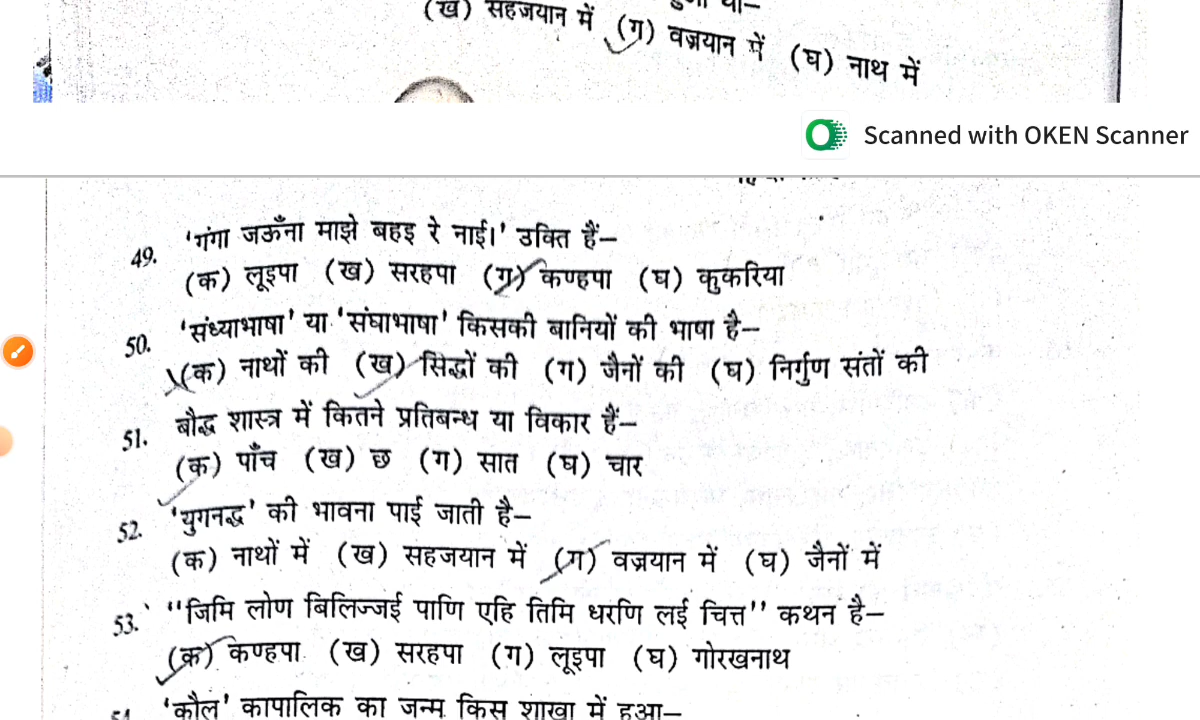 (ख) सहजयान में (ग) वज्रयान में (घ) नाथ में
Scanned with OKEN Scanner
49. 'गंगा जऊँना माझे बहइ रे नाई।' उक्ति हैं—
(क) लूइपा (ख) सरहपा (ग) कण्हपा (घ) कुकरिया
50. 'संध्याभाषा' या 'संघाभाषा' किसकी बानियों की भाषा है—
(क) नाथों की (ख) सिद्धों की (ग) जैनों की (घ) निर्गुण संतों की
51. बौद्ध शास्त्र में कितने प्रतिबन्ध या विकार हैं—
(क) पाँच (ख) छ (ग) सात (घ) चार
52. 'युगनद्ध' की भावना पाई जाती है—
(क) नाथों में (ख) सहजयान में (ग) वज्रयान में (घ) जैनों में
53. "जिमि लोण बिलिज्जई पाणि एहि तिमि धरणि लई चित्त" कथन है—
(क) कण्हपा (ख) सरहपा (ग) लूइपा (घ) गोरखनाथ
'कौल' कापालिक का जन्म किस शाखा में हुआ—